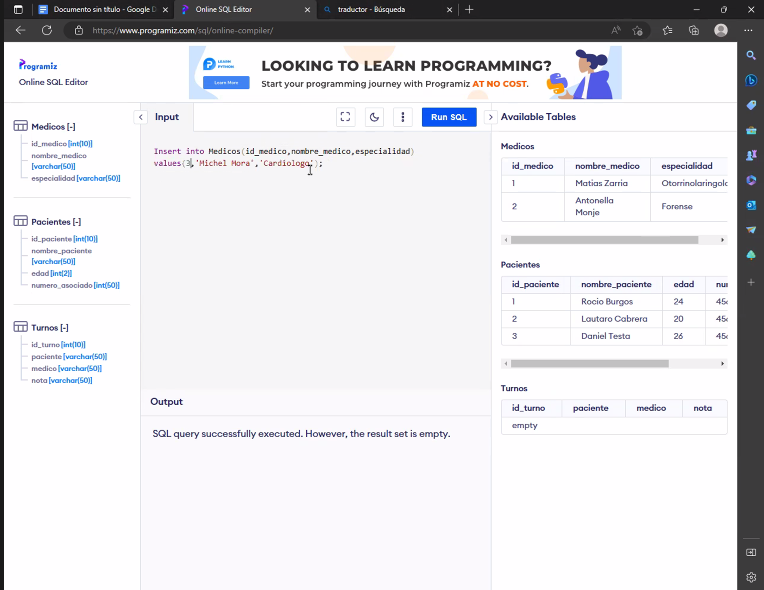 Documento sin título - Google D
Online SQL Editor
traductor - Búsqueda
https://www.programiz.com/sql/online-compiler/
Programiz
Online SQL Editor
LEARN PYTHON
Learn More
LOOKING TO LEARN PROGRAMMING?
Start your programming journey with Programiz AT NO COST.
Medicos [-]
id_medico [int(10)]
nombre_medico
[varchar(50)]
especialidad [varchar(50)]
Pacientes [-]
id_paciente [int(10)]
nombre_paciente
[varchar(50)]
edad [int(2)]
numero_asociado [int(50)]
Turnos [-]
id_turno [int(10)]
paciente [varchar(50)]
medico [varchar(50)]
nota [varchar(50)]
Input
Run SQL
Insert into Medicos(id_medico,nombre_medico,especialidad)
values(3,'Michel Mora','Cardiologo');
Output
SQL query successfully executed. However, the result set is empty.
Available Tables
Medicos
id_medico nombre_medico especialidad
1 Matias Zarria Otorrinolaringolo
2 Antonella Monje Forense
Pacientes
id_paciente nombre_paciente edad nu
1 Rocio Burgos 24 45
2 Lautaro Cabrera 20 45
3 Daniel Testa 26 45
Turnos
id_turno paciente medico nota
empty